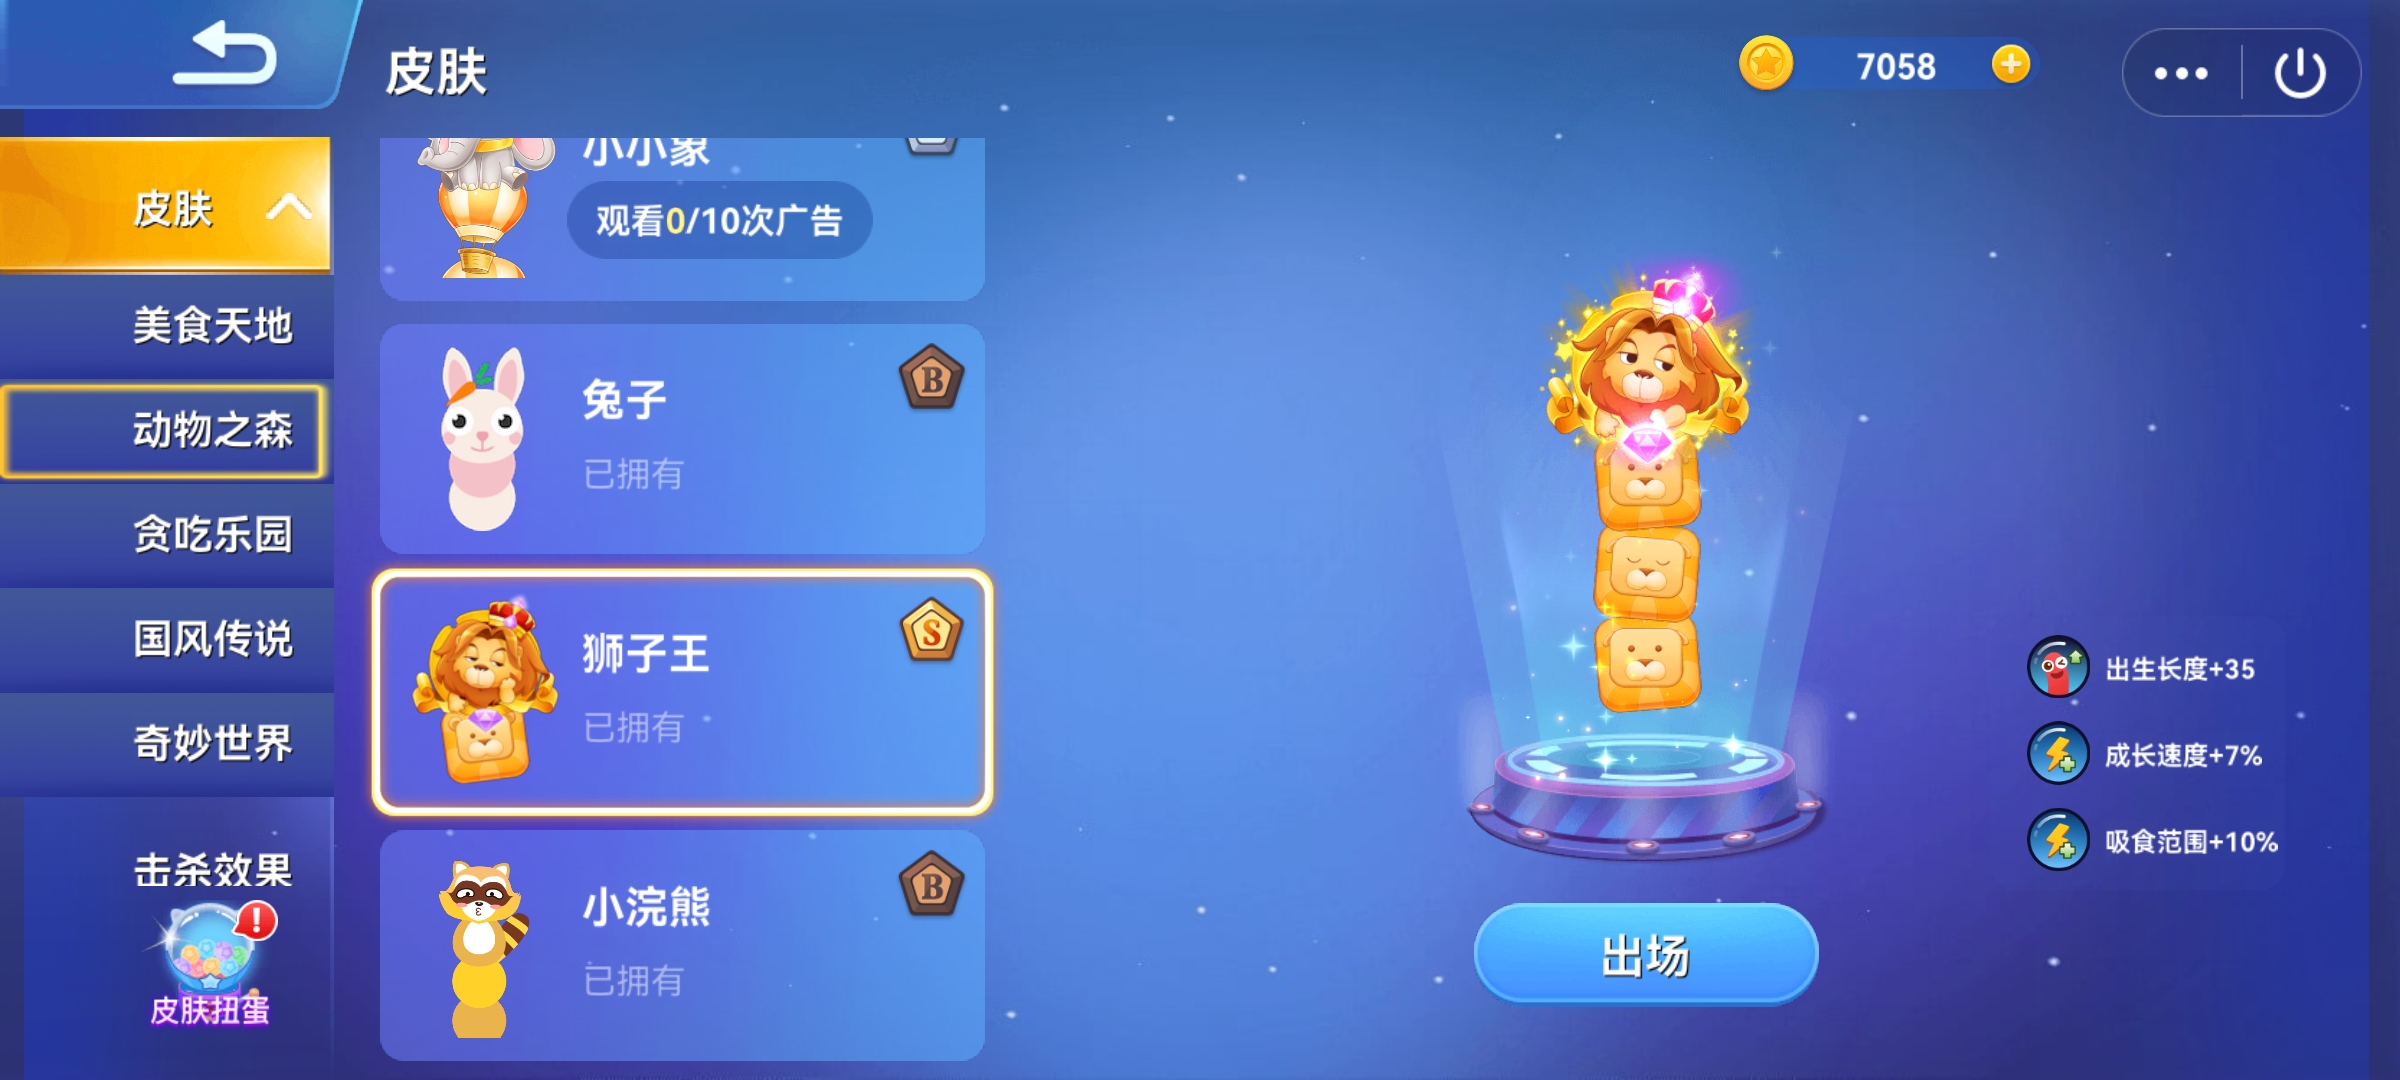 皮肤
7058
皮肤
美食天地
动物之森
贪吃乐园
国风传说
奇妙世界
击杀效果
皮肤扭蛋
小小象
观看0/10次广告
兔子
B
已拥有
狮子王
S
已拥有
小浣熊
B
已拥有
出生长度+35
成长速度+7%
吸食范围+10%
出场